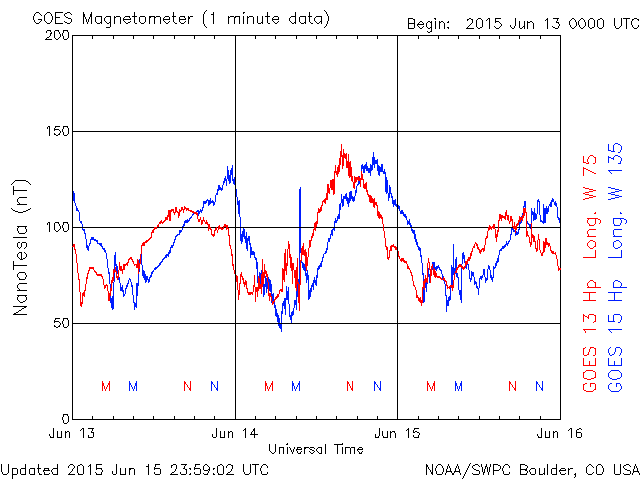 GOES Magnetometer (1 minute data)
Begin: 2015 Jun 13 0000 UTC
200
150
100
50
0
NanoTesla (nT)
M M N N M M N N M M N N
Jun 13 Jun 14 Jun 15 Jun 16
Universal Time
GOES 13 Hp Long. W 75
GOES 15 Hp Long. W 135
Updated 2015 Jun 15 23:59:02 UTC
NOAA/SWPC Boulder, CO USA